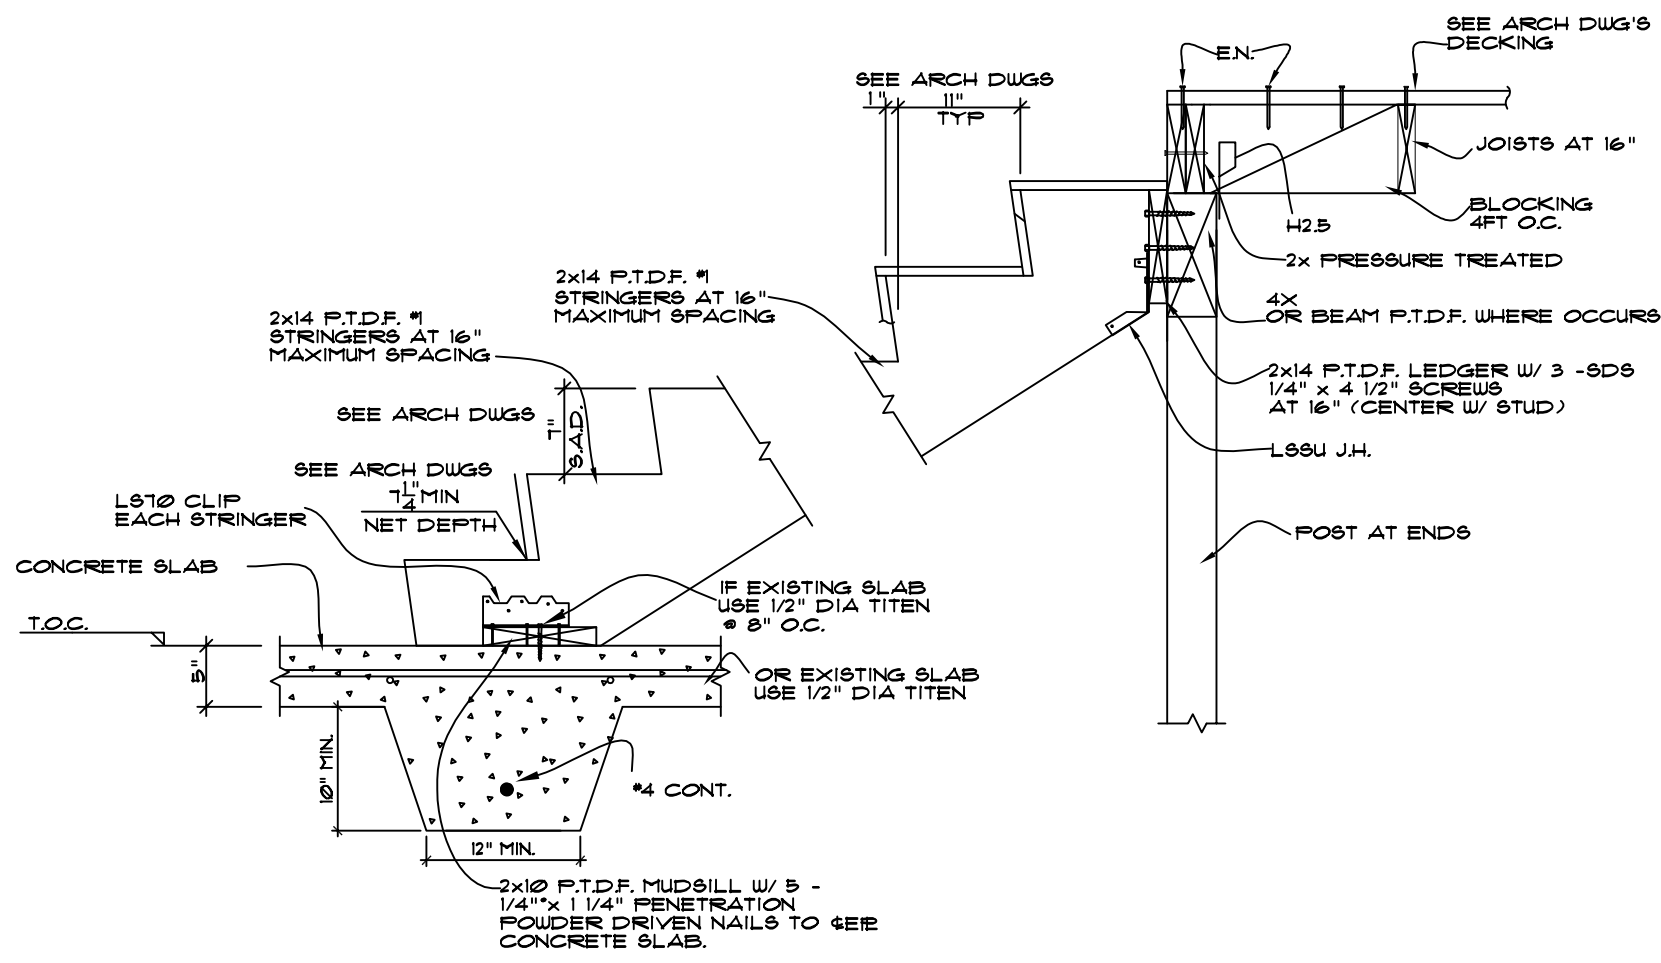 SEE ARCH DWG'S
DECKING
E.N.
SEE ARCH DWGS
1"
11"
TYP
JOISTS AT 16"
BLOCKING
4FT O.C.
H2.5
2x PRESSURE TREATED
4X
OR BEAM P.T.D.F. WHERE OCCURS
2x14 P.T.D.F. LEDGER W/ 3 -SDS
1/4" x 4 1/2" SCREWS
AT 16" (CENTER W/ STUD)
LSSU J.H.
POST AT ENDS
2x14 P.T.D.F. #1
STRINGERS AT 16"
MAXIMUM SPACING
2x14 P.T.D.F. #1
STRINGERS AT 16"
MAXIMUM SPACING
SEE ARCH DWGS
7"
S.A.D.
SEE ARCH DWGS
7 1/4" MIN
NET DEPTH
LS70 CLIP
EACH STRINGER
CONCRETE SLAB
T.O.C.
5"
IF EXISTING SLAB
USE 1/2" DIA TITEN
@ 8" O.C.
OR EXISTING SLAB
USE 1/2" DIA TITEN
10" MIN.
#4 CONT.
12" MIN.
2x10 P.T.D.F. MUDSILL W/ 5 -
1/4"ø x 1 1/4" PENETRATION
POWDER DRIVEN NAILS TO
CONCRETE SLAB.